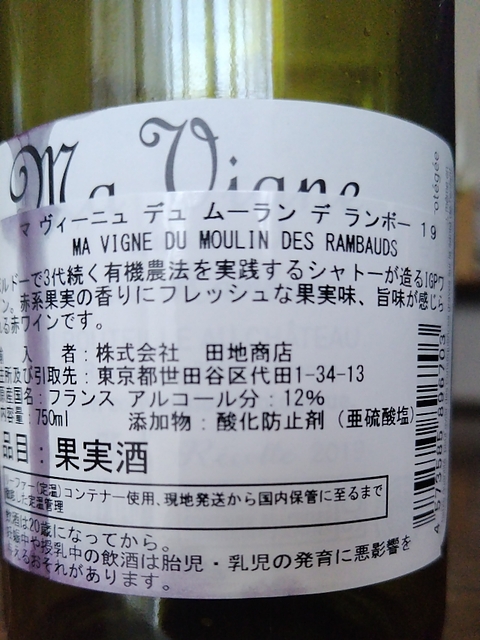 Ma Vigne
マ ヴィーニュ デュ ムーラン デ ランボー 19
MA VIGNE DU MOULIN DES RAMBAUDS
ルドーで3代続く有機農法を実践するシャトーが造るIGPワ
ン。赤系果実の香りにフレッシュな果実味、旨味が感じら
る赤ワインです。
入 者:株式会社 田地商店
所及び引取先:東京都世田谷区代田1-34-13
産国名:フランス アルコール分:12%
内容量:750ml 添加物:酸化防止剤(亜硫酸塩)
品目:果実酒
リーファー(定温)コンテナー使用、現地発送から国内保管に至るまで
した定温管理
飲酒は20歳になってから。
娠中や授乳中の飲酒は胎児・乳児の発育に悪影響を
えるおそれがあります。
4 573585 896703